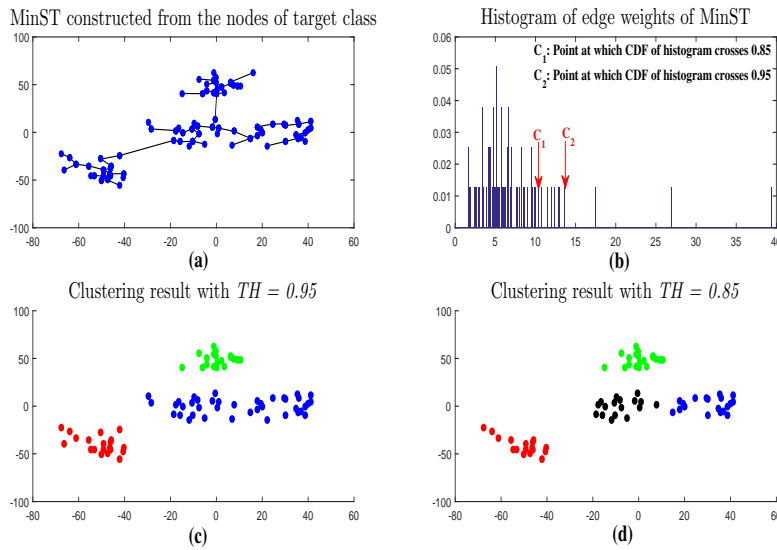 MinST constructed from the nodes of target class
100
50
0
-50
-100
-80 -60 -40 -20 0 20 40 60
(a)
Histogram of edge weights of MinST
C1: Point at which CDF of histogram crosses 0.85
C2: Point at which CDF of histogram crosses 0.95
C1 C2
0.06
0.05
0.04
0.03
0.02
0.01
0
0 5 10 15 20 25 30 35 40
(b)
Clustering result with TH = 0.95
100
50
0
-50
-100
-80 -60 -40 -20 0 20 40 60
(c)
Clustering result with TH = 0.85
100
50
0
-50
-100
-80 -60 -40 -20 0 20 40 60
(d)